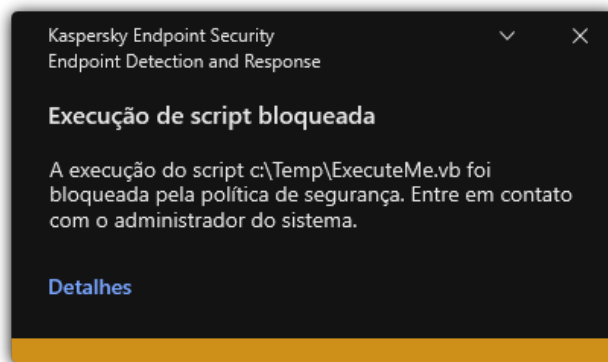 Kaspersky Endpoint Security
Endpoint Detection and Response
Execução de script bloqueada
A execução do script c:\Temp\ExecuteMe.vb foi
bloqueada pela política de segurança. Entre em contato
com o administrador do sistema.
Detalhes